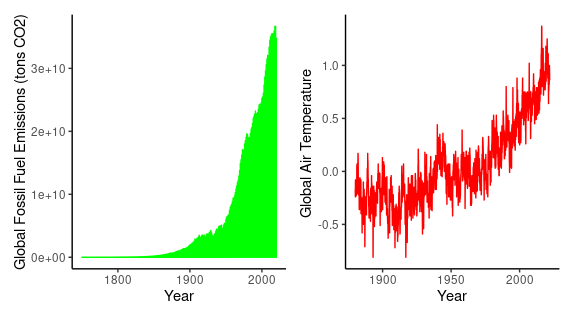 Global Fossil Fuel Emissions (tons CO2)
3e+10
2e+10
1e+10
0e+00
1800 1900 2000
Year
Global Air Temperature
1.0
0.5
0.0
-0.5
1900 1950 2000
Year